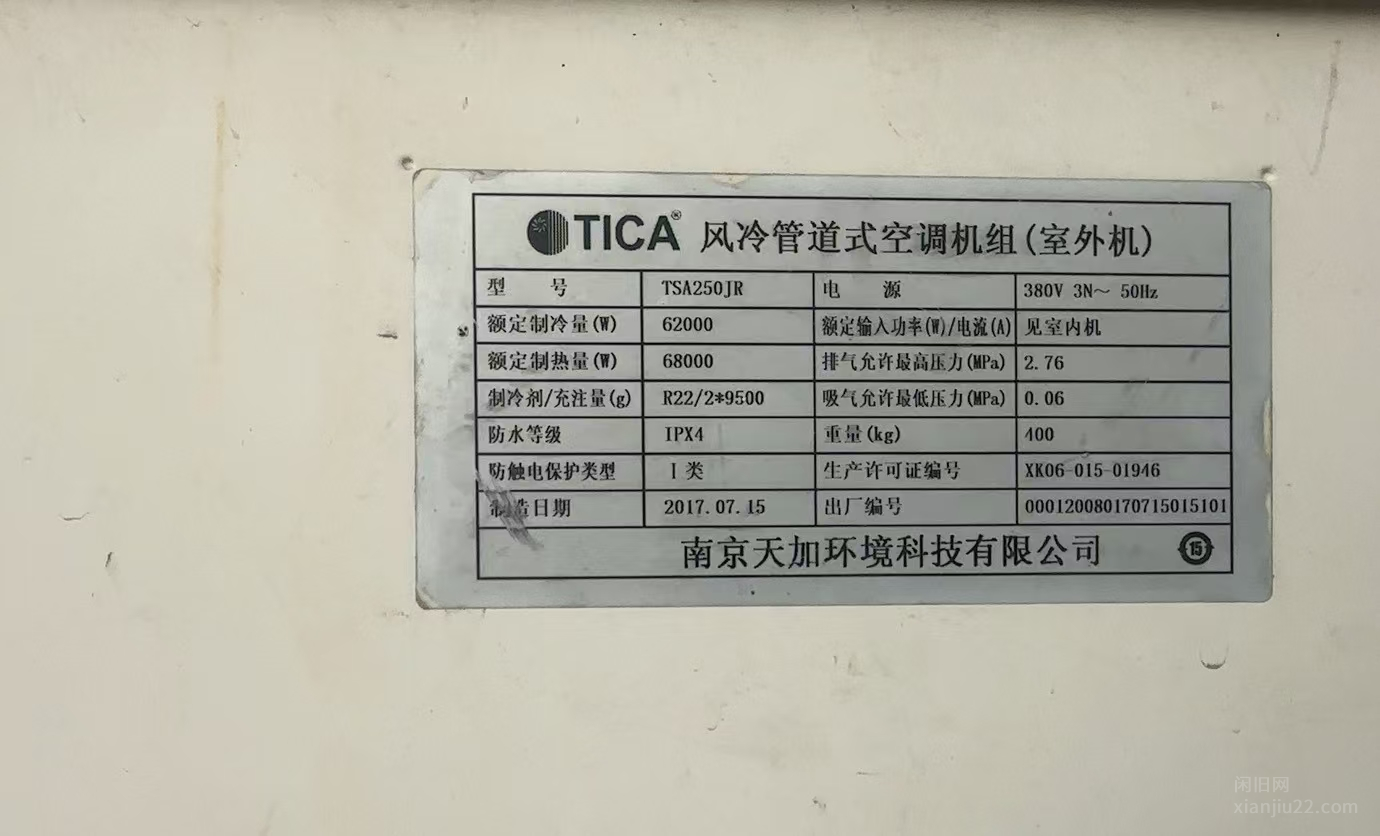 TICA® 风冷管道式空调机组(室外机)
型 号 TSA250JR 电 源 380V 3N～ 50Hz
额定制冷量(W) 62000 额定输入功率(W)/电流(A) 见室内机
额定制热量(W) 68000 排气允许最高压力(MPa) 2.76
制冷剂/充注量(g) R22/2*9500 吸气允许最低压力(MPa) 0.06
防水等级 IPX4 重量(kg) 400
防触电保护类型 I 类 生产许可证编号 XK06-015-01946
制造日期 2017.07.15 出厂编号 000120080170715015101
南京天加环境科技有限公司 15
闲旧网
xianjiu22.com